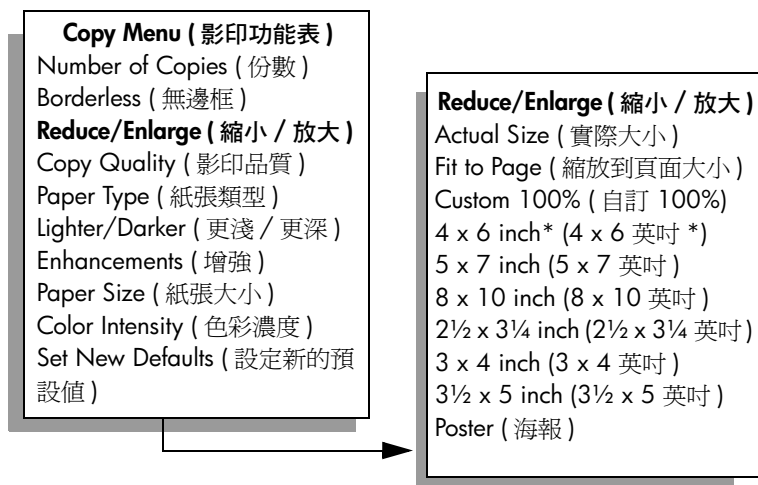 Copy Menu ( 影印功能表 )
Number of Copies ( 份數 )
Borderless ( 無邊框 )
Reduce/Enlarge ( 縮小 / 放大 )
Copy Quality ( 影印品質 )
Paper Type ( 紙張類型 )
Lighter/Darker ( 更淺 / 更深 )
Enhancements ( 增強 )
Paper Size ( 紙張大小 )
Color Intensity ( 色彩濃度 )
Set New Defaults ( 設定新的預
設值 )
Reduce/Enlarge ( 縮小 / 放大 )
Actual Size ( 實際大小 )
Fit to Page ( 縮放到頁面大小 )
Custom 100% ( 自訂 100%)
4 x 6 inch* (4 x 6 英吋 *)
5 x 7 inch (5 x 7 英吋 )
8 x 10 inch (8 x 10 英吋 )
2½ x 3¼ inch (2½ x 3¼ 英吋 )
3 x 4 inch (3 x 4 英吋 )
3½ x 5 inch (3½ x 5 英吋 )
Poster ( 海報 )